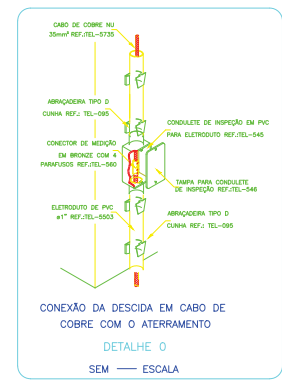 CABO DE COBRE NU
35mm² REF.:TEL-5735
ABRAÇADEIRA TIPO D
CUNHA REF.: TEL-095
CONDULETE DE INSPEÇÃO EM PVC
PARA ELETRODUTO REF.:TEL-545
CONECTOR DE MEDIÇÃO
EM BRONZE COM 4
PARAFUSOS REF.:TEL-560
TAMPA PARA CONDULETE
DE INSPEÇÃO REF.:TEL-546
ELETRODUTO DE PVC
ø1" REF.:TEL-5503
ABRAÇADEIRA TIPO D
CUNHA REF.: TEL-095
CONEXÃO DA DESCIDA EM CABO DE
COBRE COM O ATERRAMENTO
DETALHE 0
SEM — ESCALA